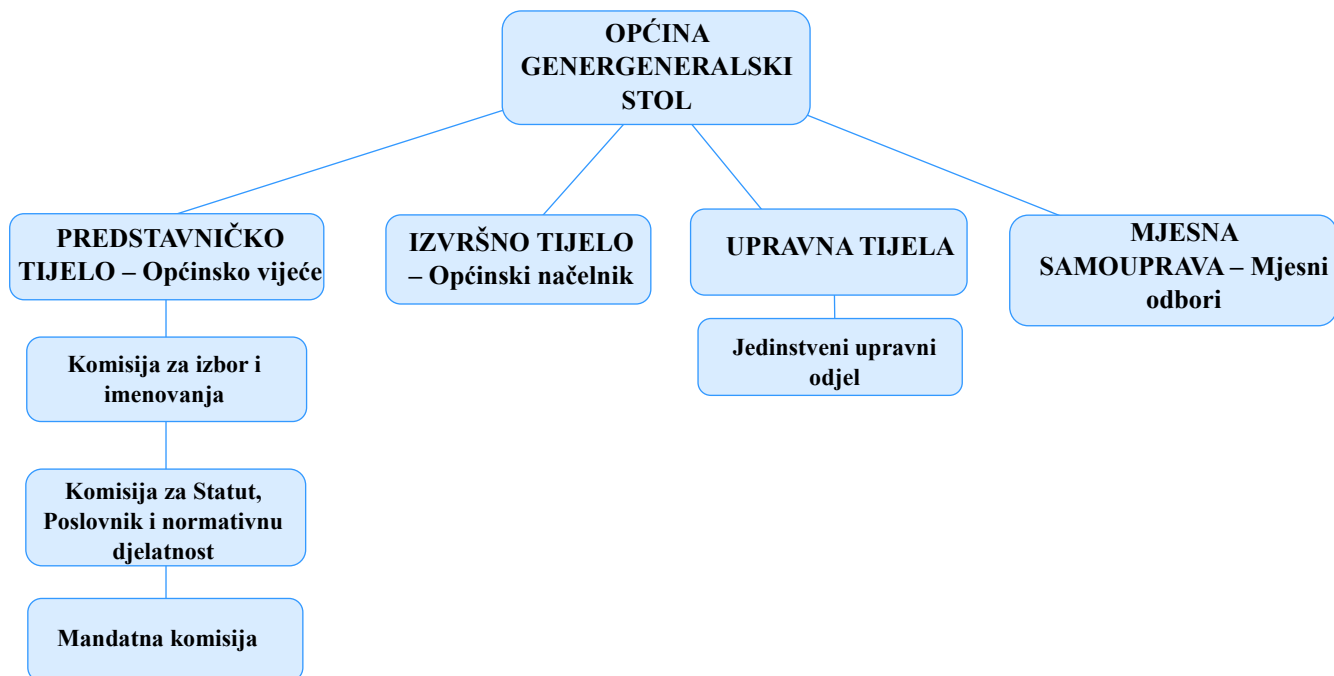 OPĆINA
GENERGENERALSKI
STOL
PREDSTAVNIČKO
TIJELO – Općinsko vijeće
IZVRŠNO TIJELO
– Općinski načelnik
UPRAVNA TIJELA
MJESNA
SAMOUPRAVA – Mjesni
odbori
Komisija za izbor i
imenovanja
Jedinstveni upravni
odjel
Komisija za Statut,
Poslovnik i normativnu
djelatnost
Mandatna komisija